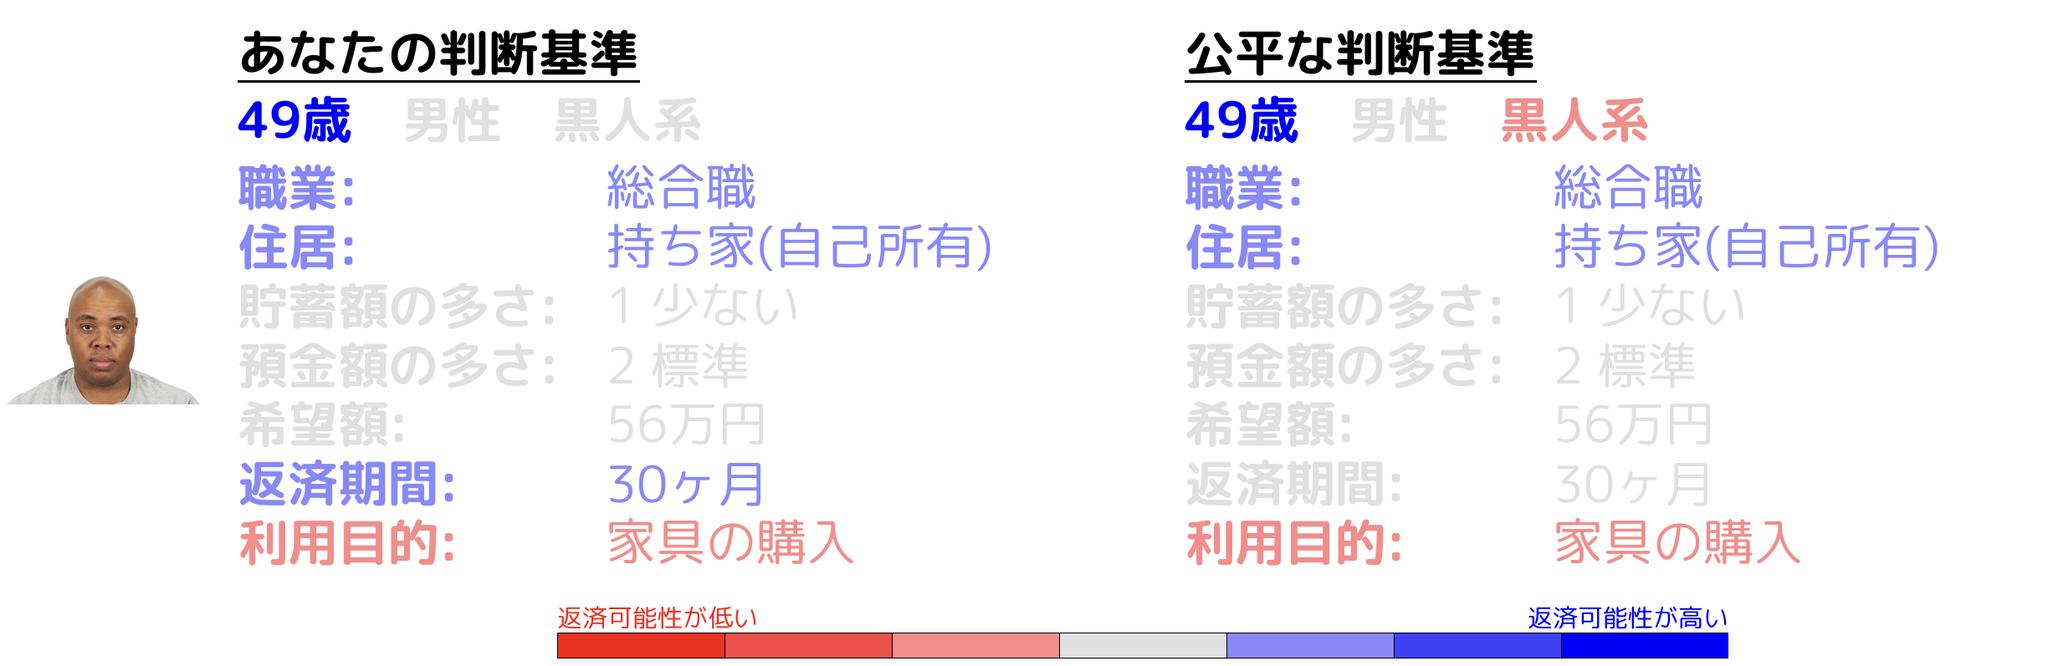 あなたの判断基準
49歳 男性 黒人系
職業: 総合職
住居: 持ち家(自己所有)
貯蓄額の多さ: 1 少ない
預金額の多さ: 2 標準
希望額: 56万円
返済期間: 30ヶ月
利用目的: 家具の購入
公平な判断基準
49歳 男性 黒人系
職業: 総合職
住居: 持ち家(自己所有)
貯蓄額の多さ: 1 少ない
預金額の多さ: 2 標準
希望額: 56万円
返済期間: 30ヶ月
利用目的: 家具の購入
返済可能性が低い
返済可能性が高い